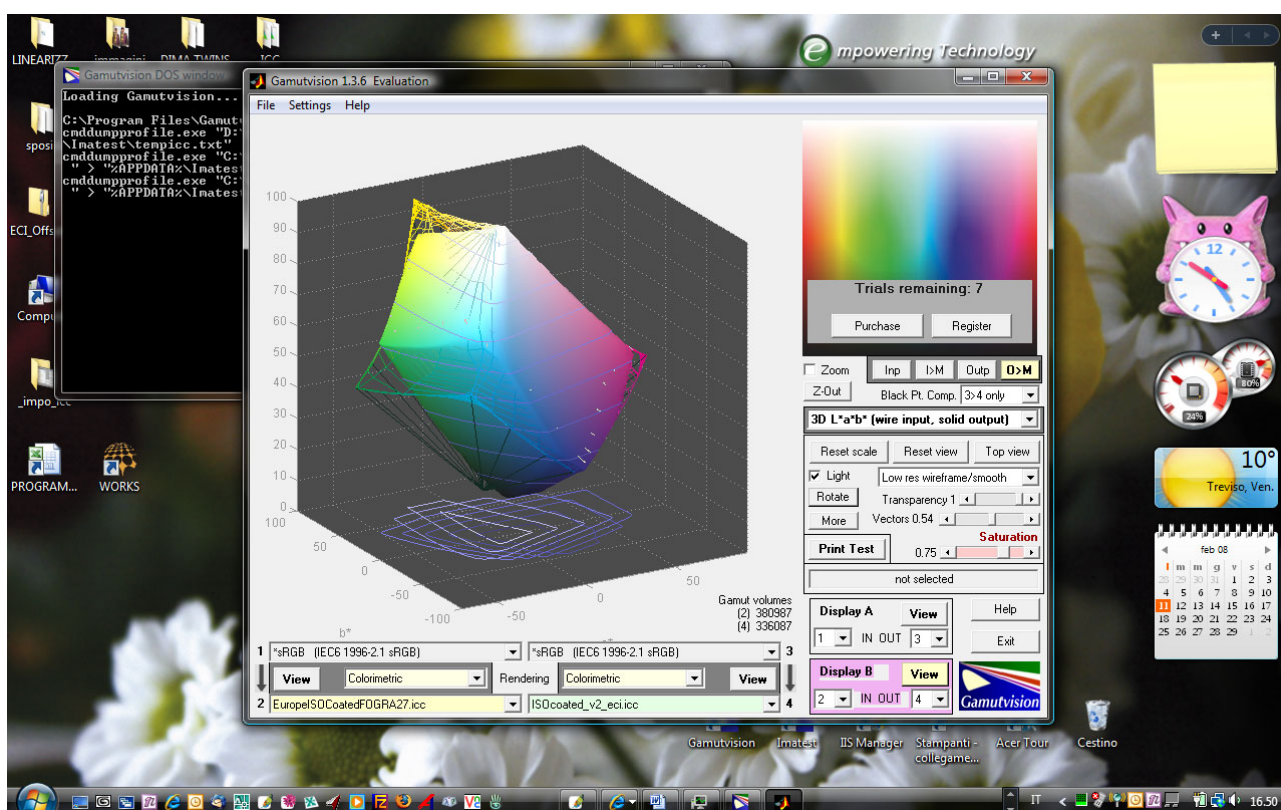 LINEARIZZ
immagini
DIMA TWINS
ICC
empowering Technology
Gamutvision DOS window
Loading Gamutvision...
C:\Program Files\Gamutv
cmddumpprofile.exe "D:
\Imatest\tempicc.txt"
cmddumpprofile.exe "C:
" > "%APPDATA%\Imatest
cmddumpprofile.exe "C:
" > "%APPDATA%\Imatest
sposi
ECI_Offs
Compu
_impo_icc
PROGRAM...
WORKS
Gamutvision 1.3.6 Evaluation
File Settings Help
100
90
80
70
60
50
40
30
20
10
0
100
50
0
-50
-100
b*
-50
0
50
Gamut volumes
(2) 380987
(4) 336087
Trials remaining: 7
Purchase Register
Zoom Inp I>M Outp O>M
Z-Out Black Pt. Comp. 3>4 only
3D L*a*b* (wire input, solid output)
Reset scale Reset view Top view
Light Low res wireframe/smooth
Rotate Transparency 1
More Vectors 0.54
Saturation
Print Test 0.75
not selected
Display A View Help
1 IN OUT 3 Exit
Display B View
2 IN OUT 4 Gamutvision
1 *sRGB (IEC6 1996-2.1 sRGB) *sRGB (IEC6 1996-2.1 sRGB) 3
View Colorimetric Rendering Colorimetric View
2 EuropeISOCoatedFOGRA27.icc ISOcoated_v2_eci.icc 4
12
80%
24%
10°
Treviso, Ven.
feb 08
l m m g v s d
28 29 30 31 1 2 3
4 5 6 7 8 9 10
11 12 13 14 15 16 17
18 19 20 21 22 23 24
25 26 27 28 29 1 2
Gamutvision
Imatest
IIS Manager
Stampanti - collegame...
Acer Tour
Cestino
IT
16.50